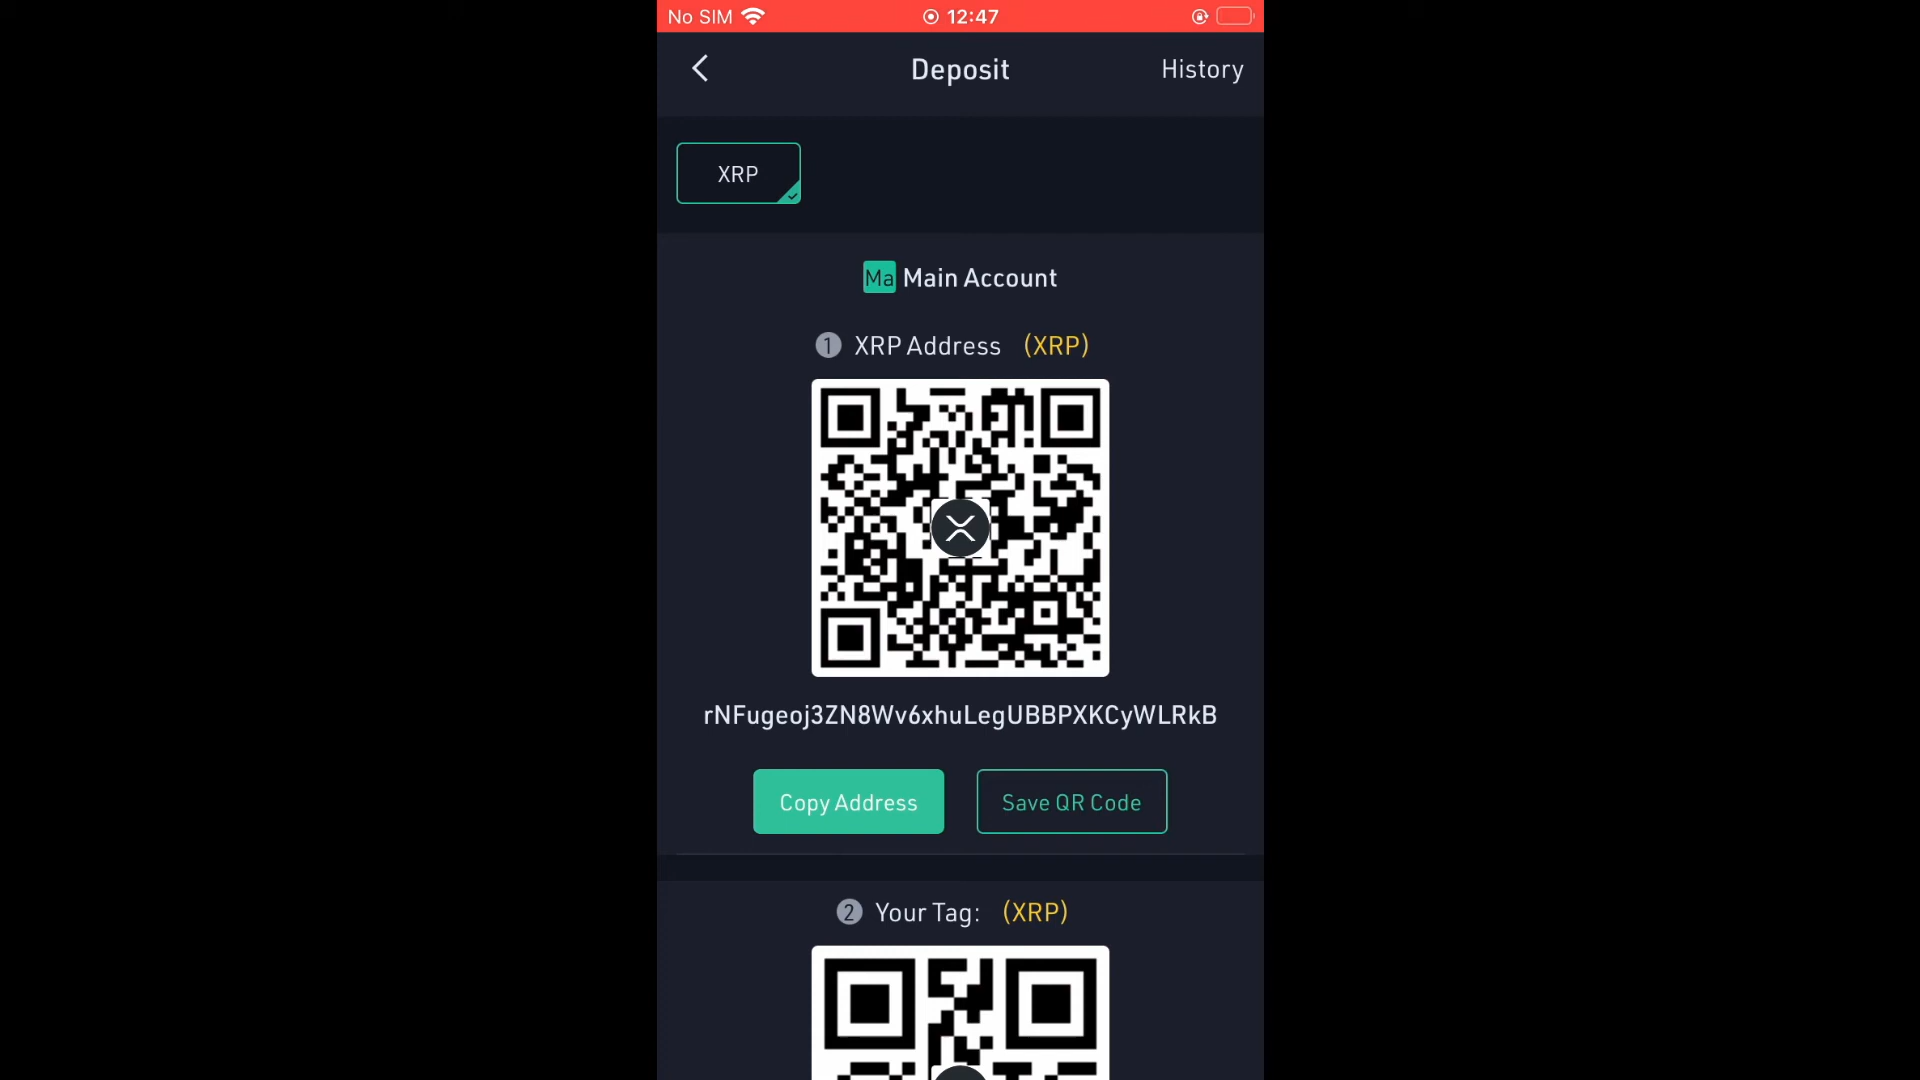 No SIM 12:47
Deposit History
XRP
Ma Main Account
1 XRP Address (XRP)
rNFugeoj3ZN8Wv6xhuLegUBBPXKCyWLRkB
Copy Address Save QR Code
2 Your Tag: (XRP)